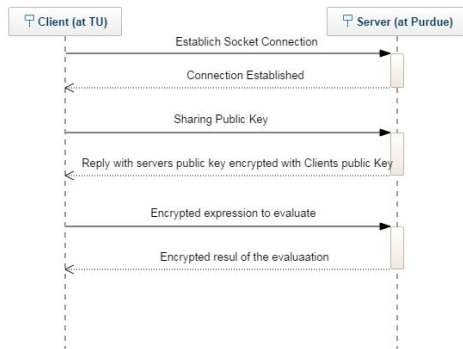 Client (at TU)
Server (at Purdue)
Establich Socket Connection
Connection Established
Sharing Public Key
Reply with servers public key encrypted with Clients public Key
Encrypted expression to evaluate
Encrypted resul of the evaluaation